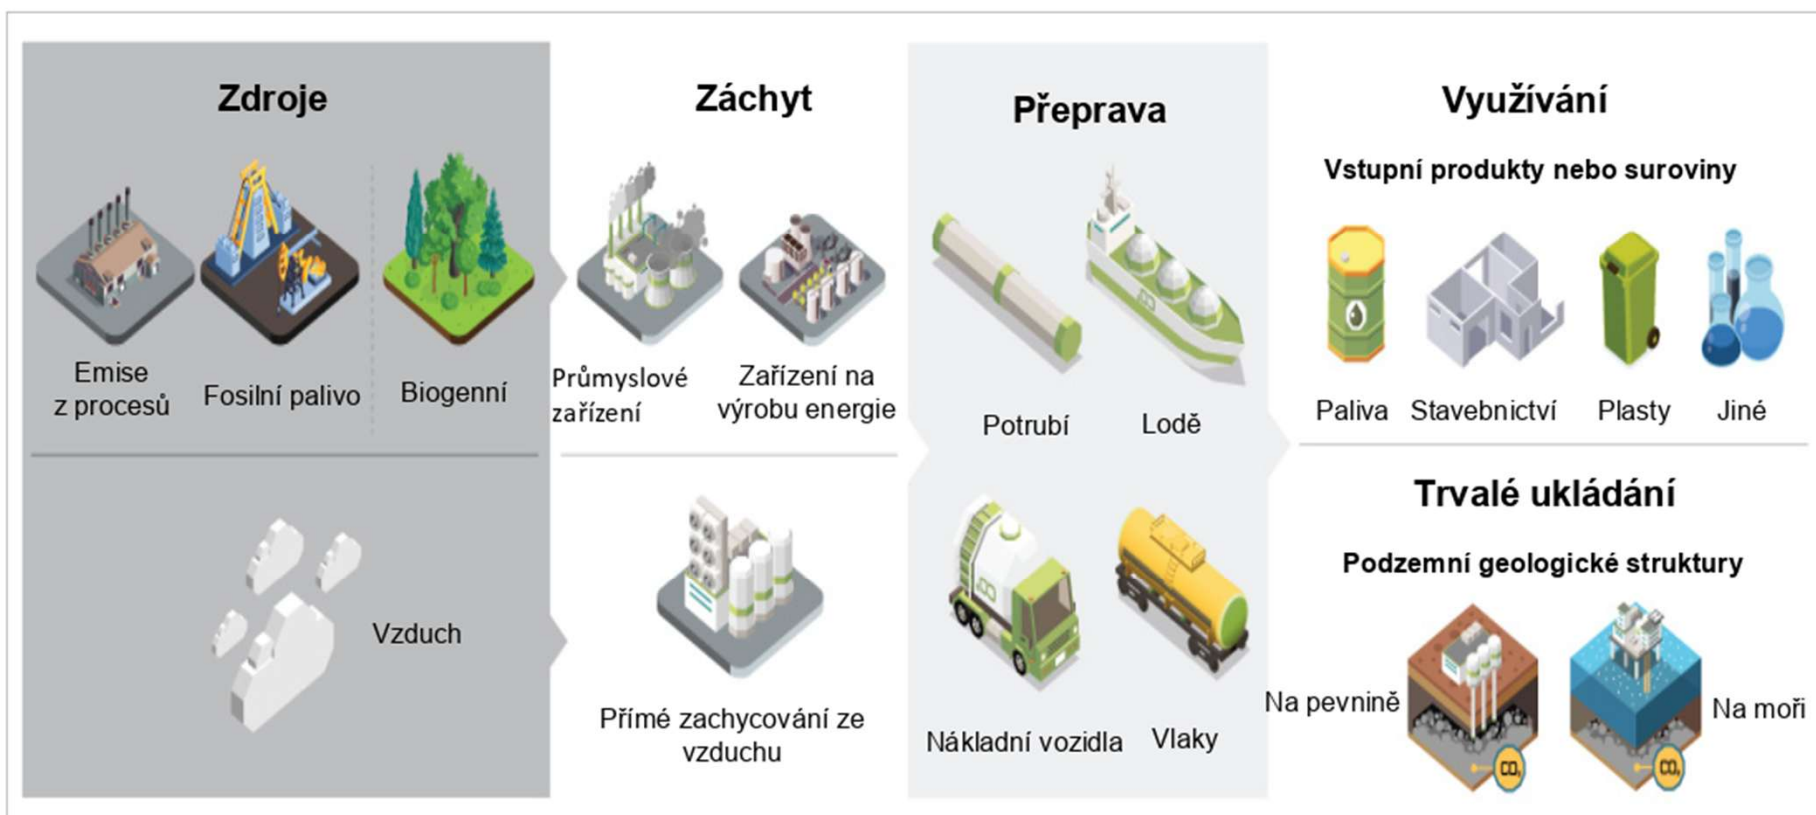 Zdroje
Emise
z procesů
Fosilní palivo
Biogenní
Vzduch
Záchyt
Průmyslové
zařízení
Zařízení na
výrobu energie
Přímé zachycování ze
vzduchu
Přeprava
Potrubí
Lodě
Nákladní vozidla
Vlaky
Využívání
Vstupní produkty nebo suroviny
Paliva
Stavebnictví
Plasty
Jiné
Trvalé ukládání
Podzemní geologické struktury
Na pevnině
CO₂
Na moři
CO₂